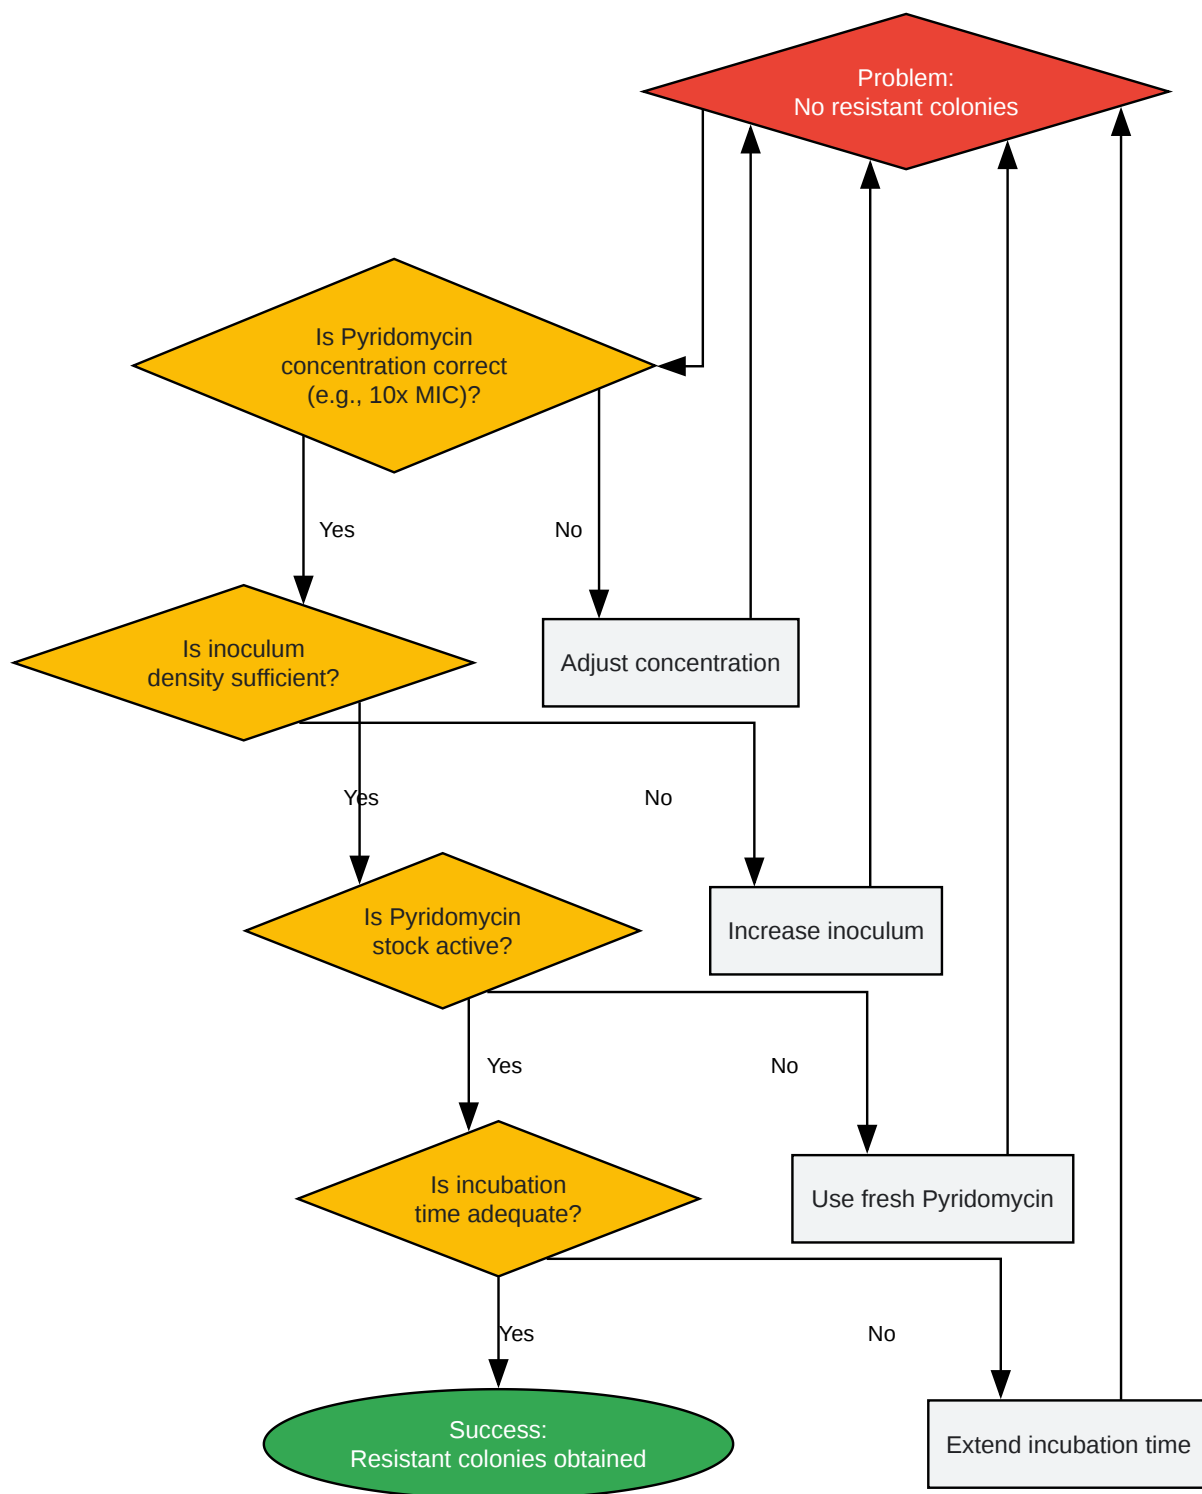 Problem:
No resistant colonies
Is Pyridomycin
concentration correct
(e.g., 10x MIC)?
Yes
No
Is inoculum
density sufficient?
Adjust concentration
Yes
No
Is Pyridomycin
stock active?
Increase inoculum
Yes
No
Is incubation
time adequate?
Use fresh Pyridomycin
Yes
No
Success:
Resistant colonies obtained
Extend incubation time